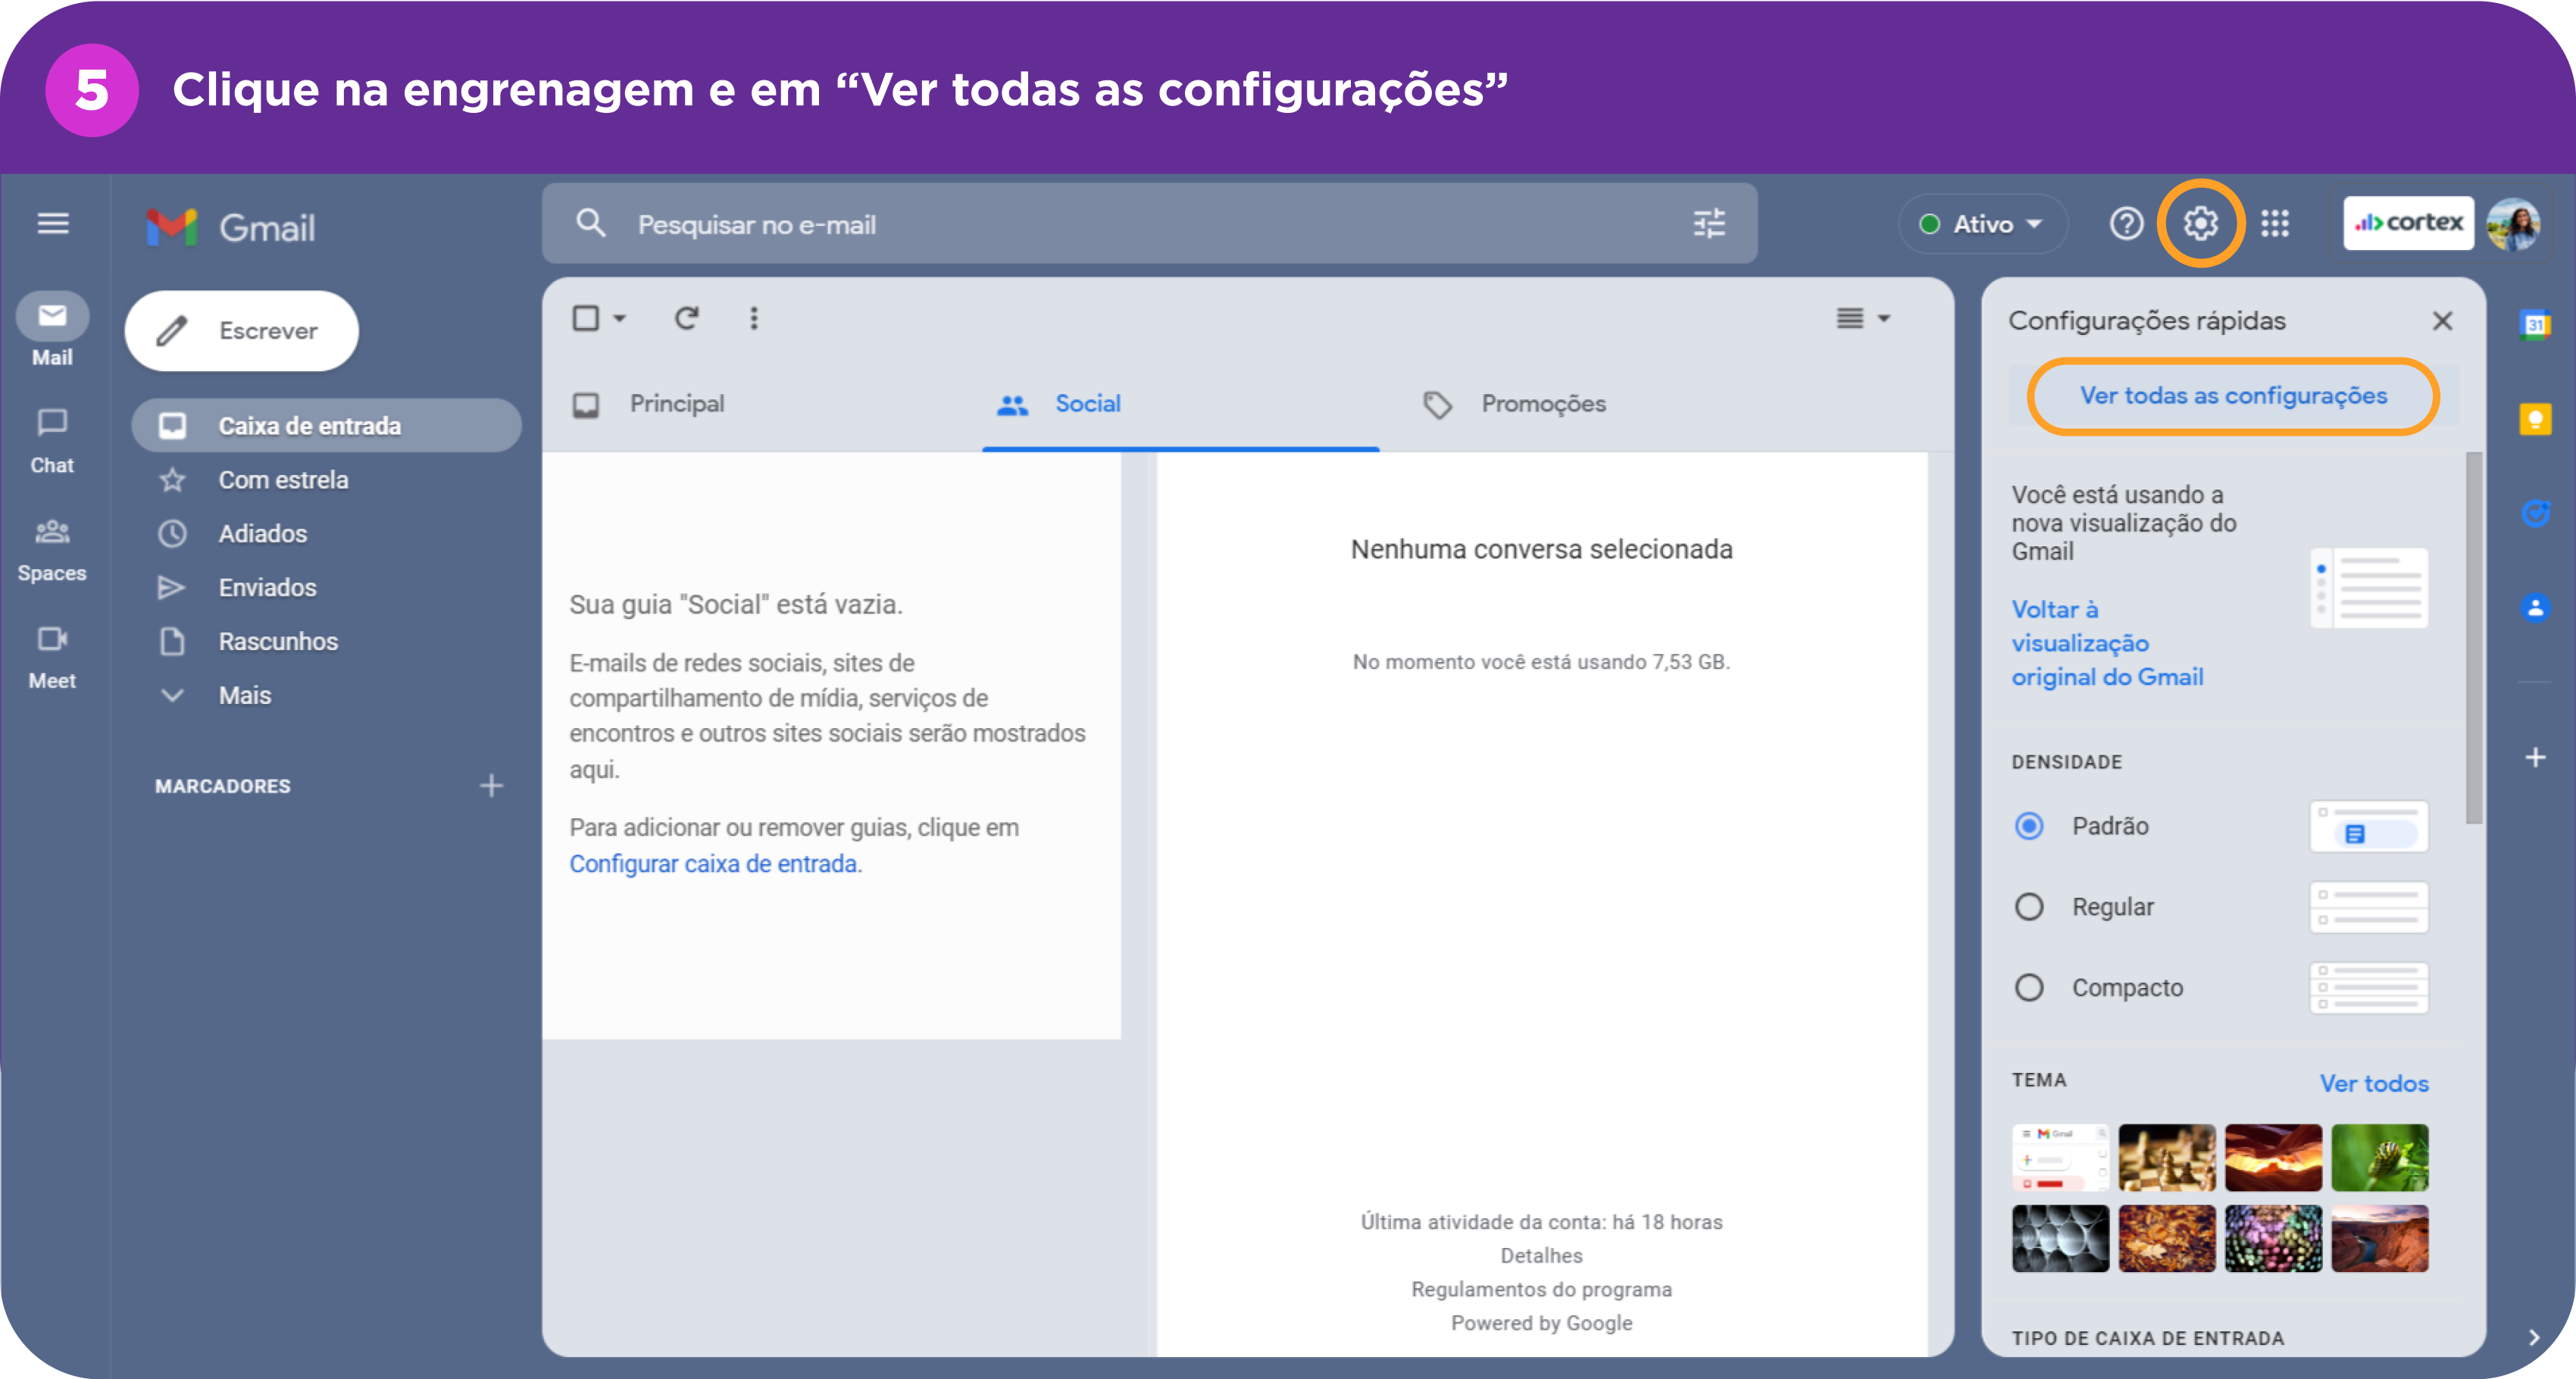 5
Clique na engrenagem e em “Ver todas as configurações”
Gmail
Pesquisar no e-mail
Ativo
cortex
Mail
Chat
Spaces
Meet
Escrever
Caixa de entrada
Com estrela
Adiados
Enviados
Rascunhos
Mais
MARCADORES
Principal
Social
Promoções
Sua guia "Social" está vazia.
E-mails de redes sociais, sites de
compartilhamento de mídia, serviços de
encontros e outros sites sociais serão mostrados
aqui.
Para adicionar ou remover guias, clique em
Configurar caixa de entrada.
Nenhuma conversa selecionada
No momento você está usando 7,53 GB.
Última atividade da conta: há 18 horas
Detalhes
Regulamentos do programa
Powered by Google
Configurações rápidas
Ver todas as configurações
Você está usando a
nova visualização do
Gmail
Voltar à
visualização
original do Gmail
DENSIDADE
Padrão
Regular
Compacto
TEMA
Ver todos
Gmail
TIPO DE CAIXA DE ENTRADA
31